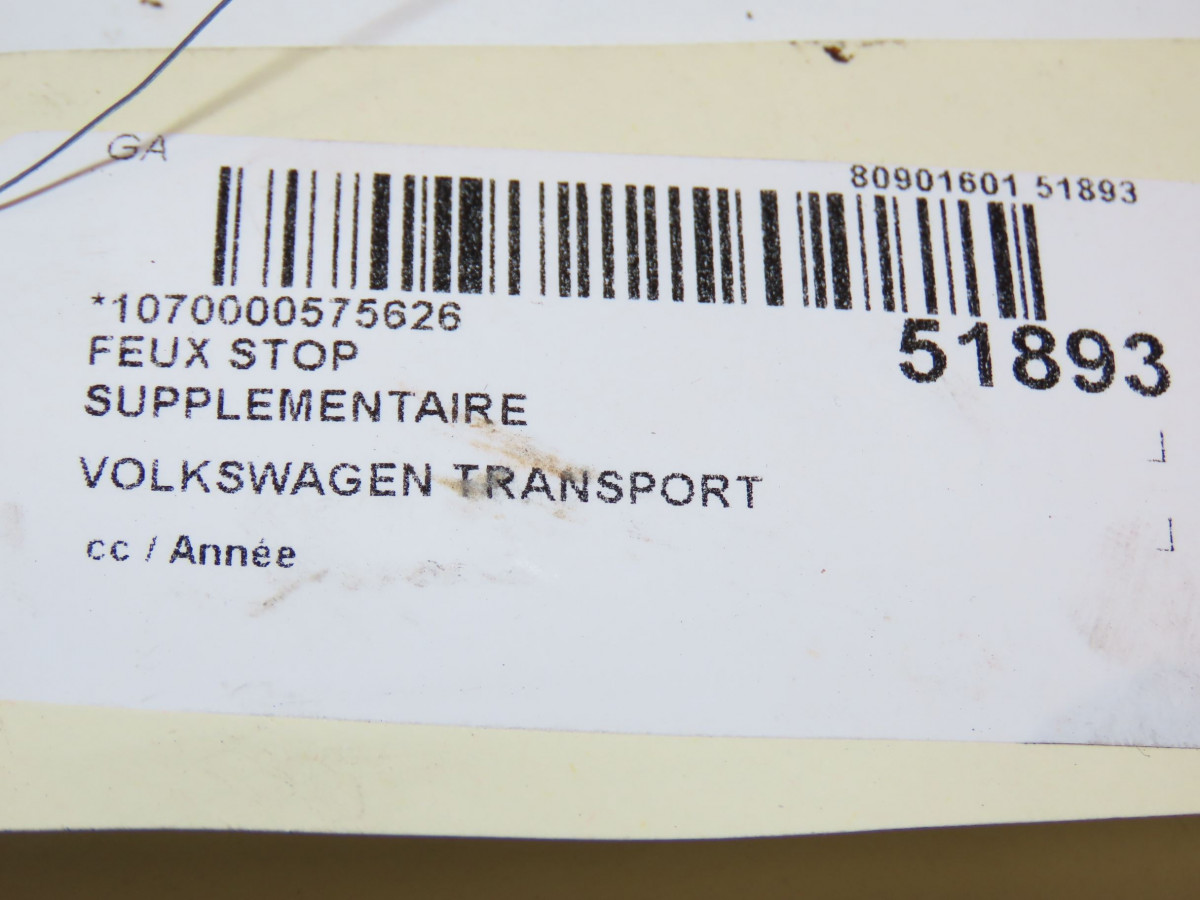 GA
80901601 51893
*1070000575626
51893
FEUX STOP
SUPPLEMENTAIRE
VOLKSWAGEN TRANSPORT
cc / Année